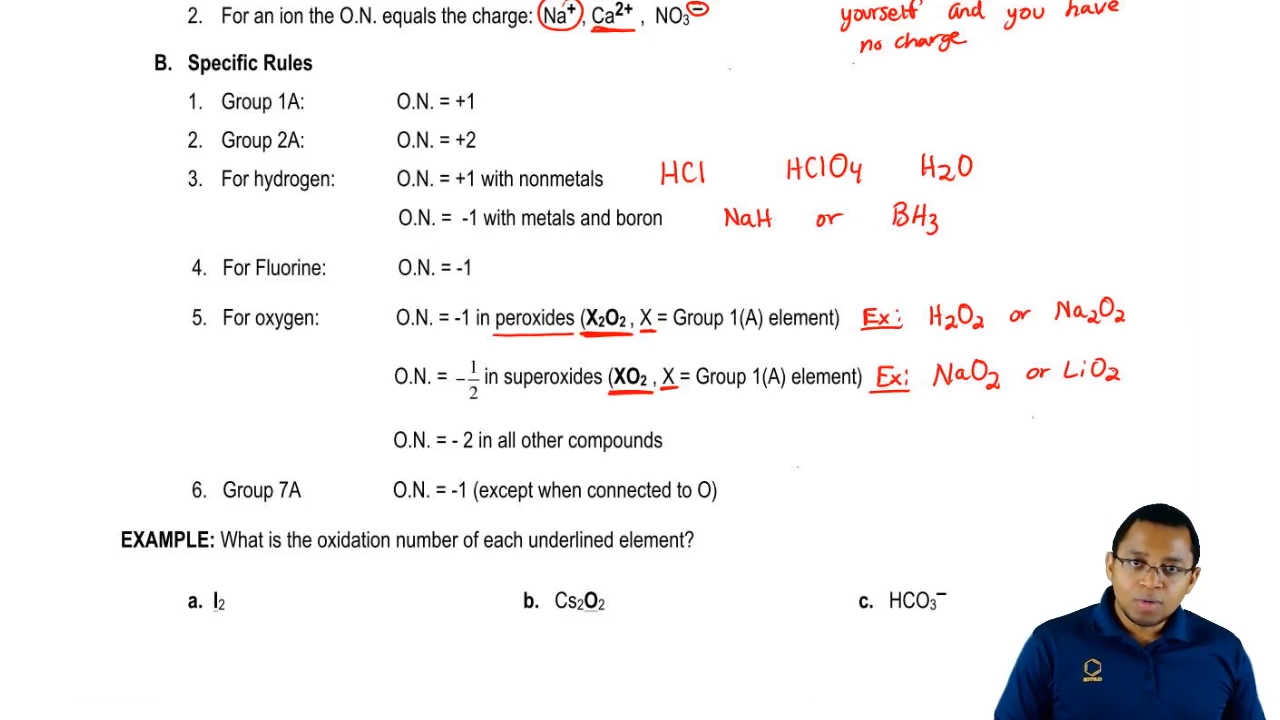 2. For an ion the O.N. equals the charge: Na⁺, Ca²⁺, NO₃⁻
yourself and you have
no charge
B. Specific Rules
1. Group 1A: O.N. = +1
2. Group 2A: O.N. = +2
3. For hydrogen: O.N. = +1 with nonmetals HCl HClO₄ H₂O
O.N. = -1 with metals and boron NaH or BH₃
4. For Fluorine: O.N. = -1
5. For oxygen: O.N. = -1 in peroxides (X₂O₂, X = Group 1(A) element) Ex: H₂O₂ or Na₂O₂
O.N. = -1/2 in superoxides (XO₂, X = Group 1(A) element) Ex: NaO₂ or LiO₂
O.N. = - 2 in all other compounds
6. Group 7A O.N. = -1 (except when connected to O)
EXAMPLE: What is the oxidation number of each underlined element?
a. I₂ b. Cs₂O₂ c. HCO₃⁻